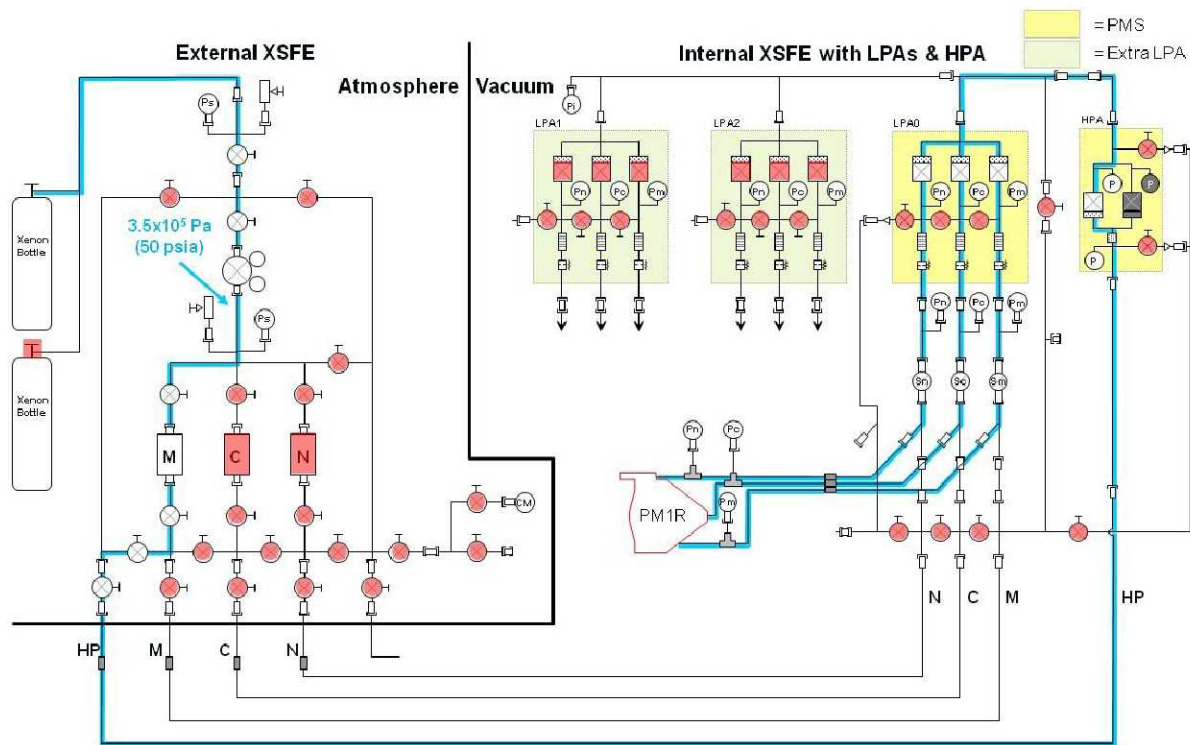 = PMS
= Extra LPA
External XSFE
Internal XSFE with LPAs & HPA
Atmosphere
Vacuum
Ps
Pi
LPA1
LPA2
LPA0
HPA
Pn
Pc
Pm
Pn
Pc
Pm
Pn
Pc
Pm
P
P
P
3.5x10⁵ Pa
(50 psia)
Xenon
Bottle
Ps
Pn
Pc
Pm
Xenon
Bottle
Sn
Sc
Sm
M
C
N
Pn
Pc
Pm
PM1R
CM
N
C
M
HP
HP
M
C
N